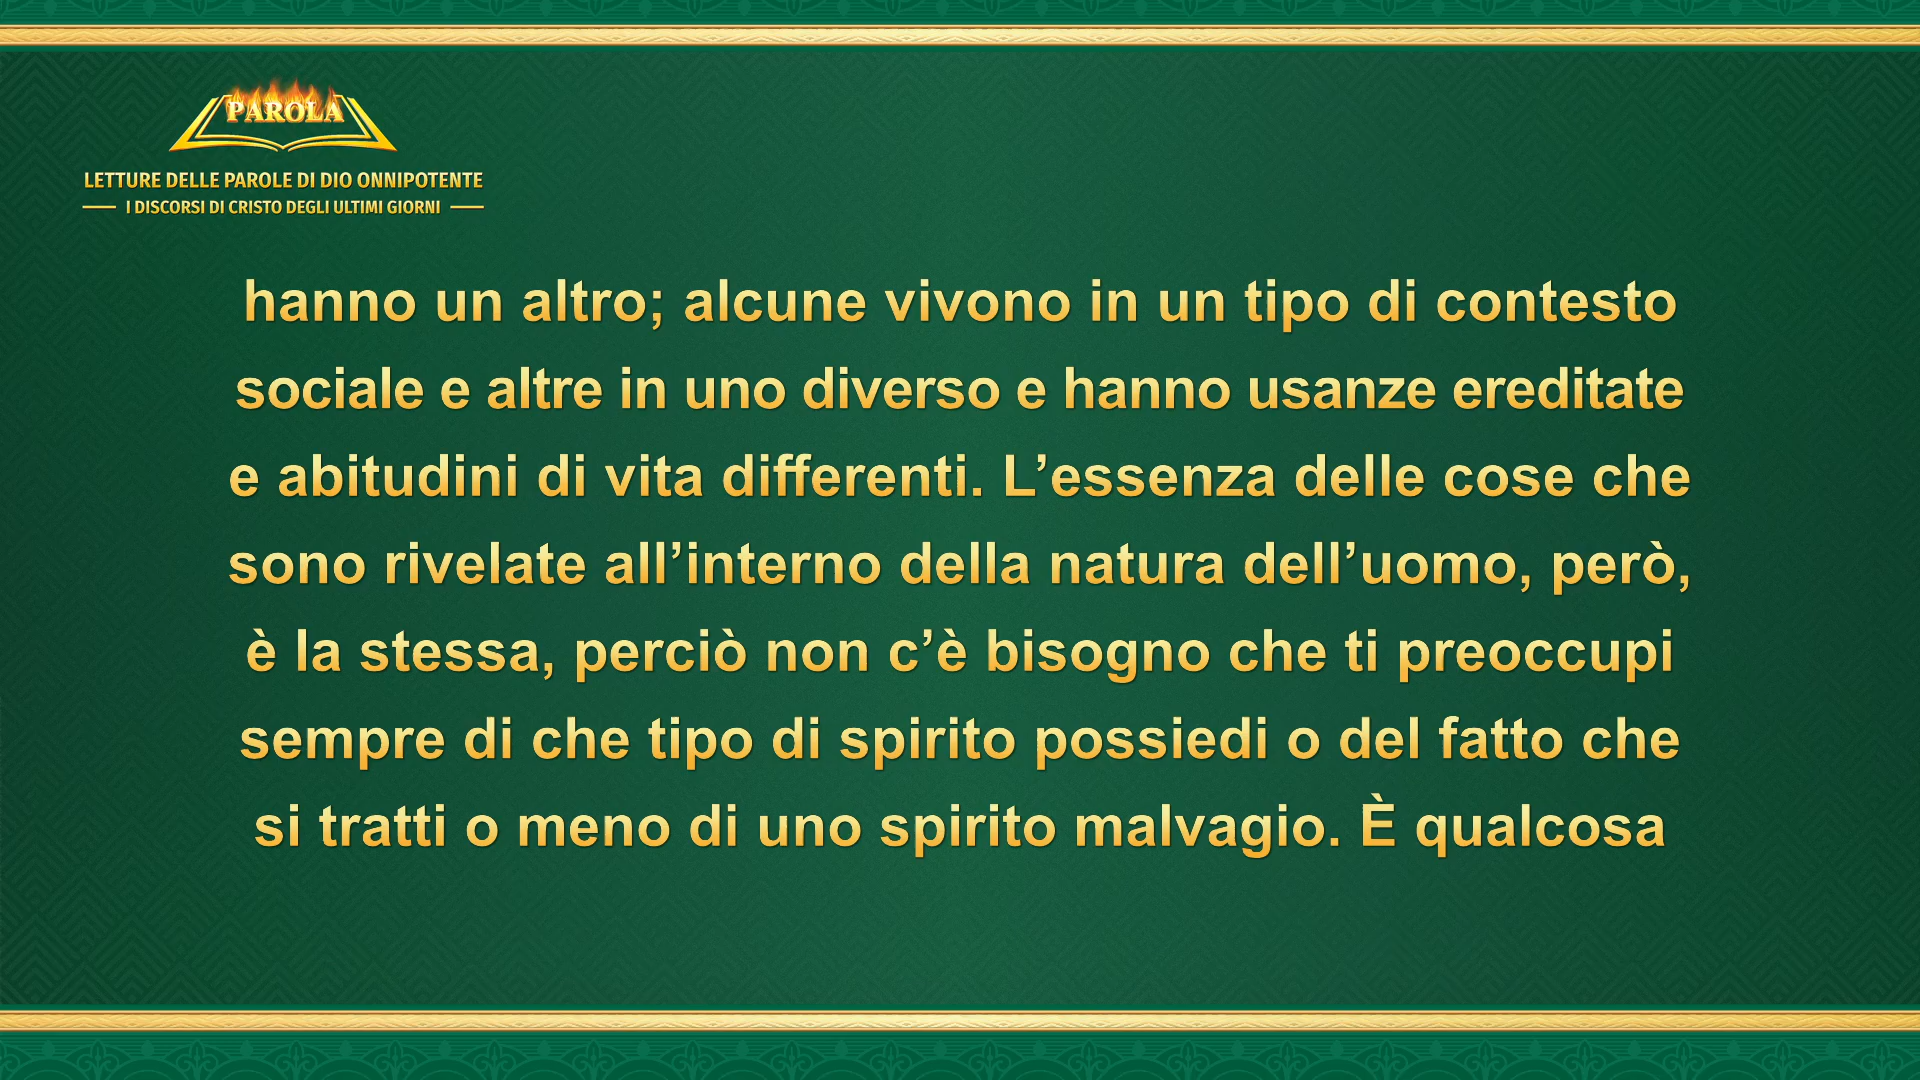 PAROLA
LETTURE DELLE PAROLE DI DIO ONNIPOTENTE
I DISCORSI DI CRISTO DEGLI ULTIMI GIORNI
hanno un altro; alcune vivono in un tipo di contesto
sociale e altre in uno diverso e hanno usanze ereditate
e abitudini di vita differenti. L’essenza delle cose che
sono rivelate all’interno della natura dell’uomo, però,
è la stessa, perciò non c’è bisogno che ti preoccupi
sempre di che tipo di spirito possiedi o del fatto che
si tratti o meno di uno spirito malvagio. È qualcosa